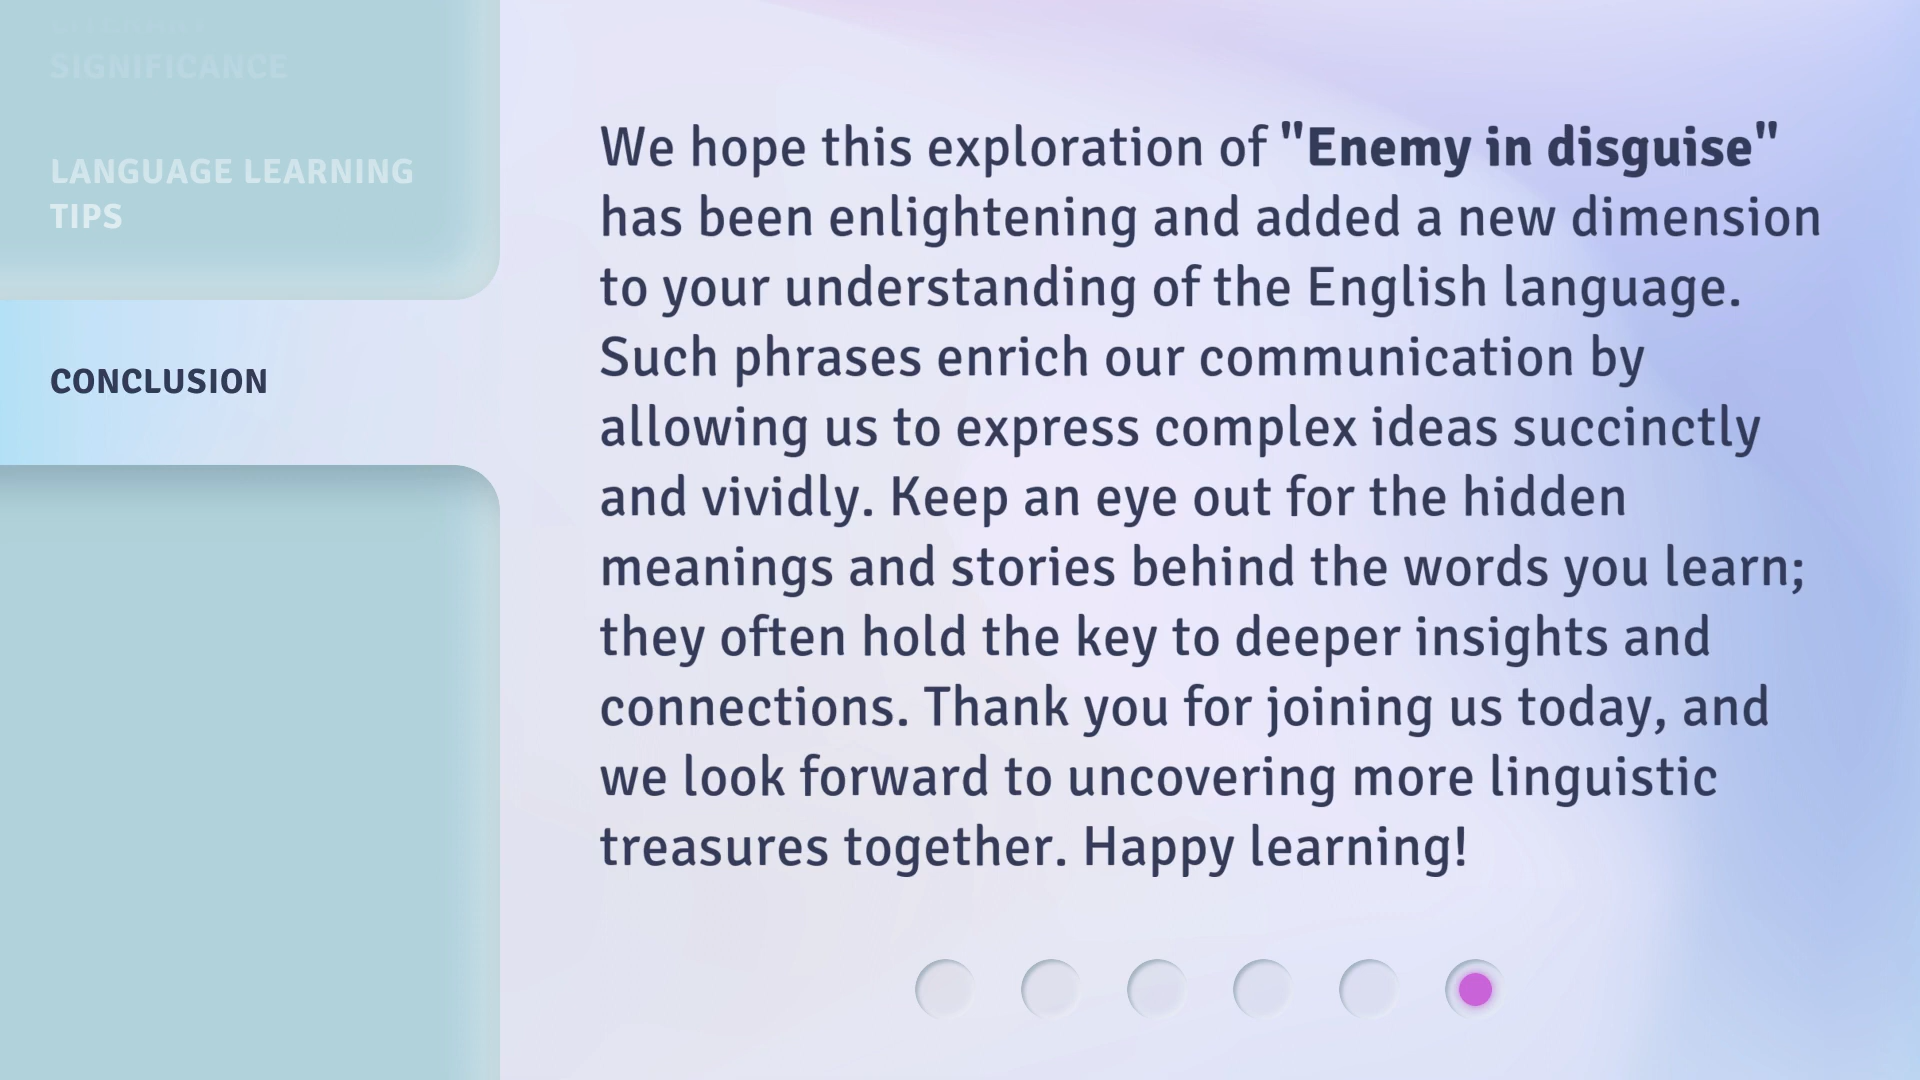 SIGNIFICANCE
LANGUAGE LEARNING
TIPS
CONCLUSION
We hope this exploration of "Enemy in disguise"
has been enlightening and added a new dimension
to your understanding of the English language.
Such phrases enrich our communication by
allowing us to express complex ideas succinctly
and vividly. Keep an eye out for the hidden
meanings and stories behind the words you learn;
they often hold the key to deeper insights and
connections. Thank you for joining us today, and
we look forward to uncovering more linguistic
treasures together. Happy learning!